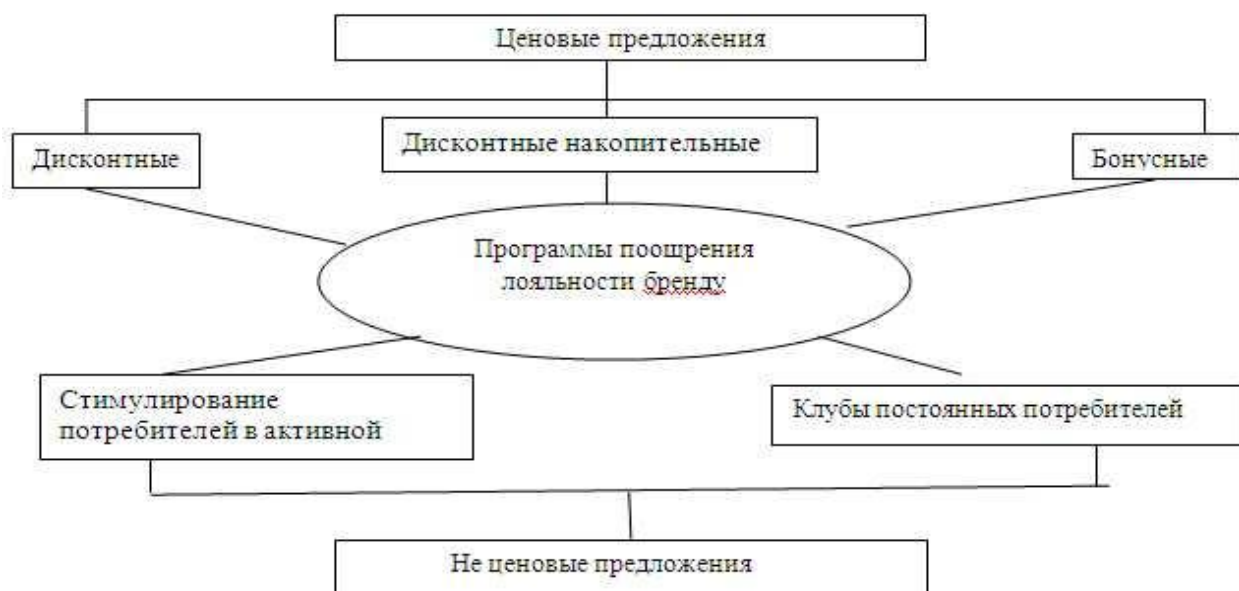 Ценовые предложения
Дисконтные
Дисконтные накопительные
Бонусные
Программы поощрения
лояльности бренду
Стимулирование
потребителей в активной
Клубы постоянных потребителей
Не ценовые предложения